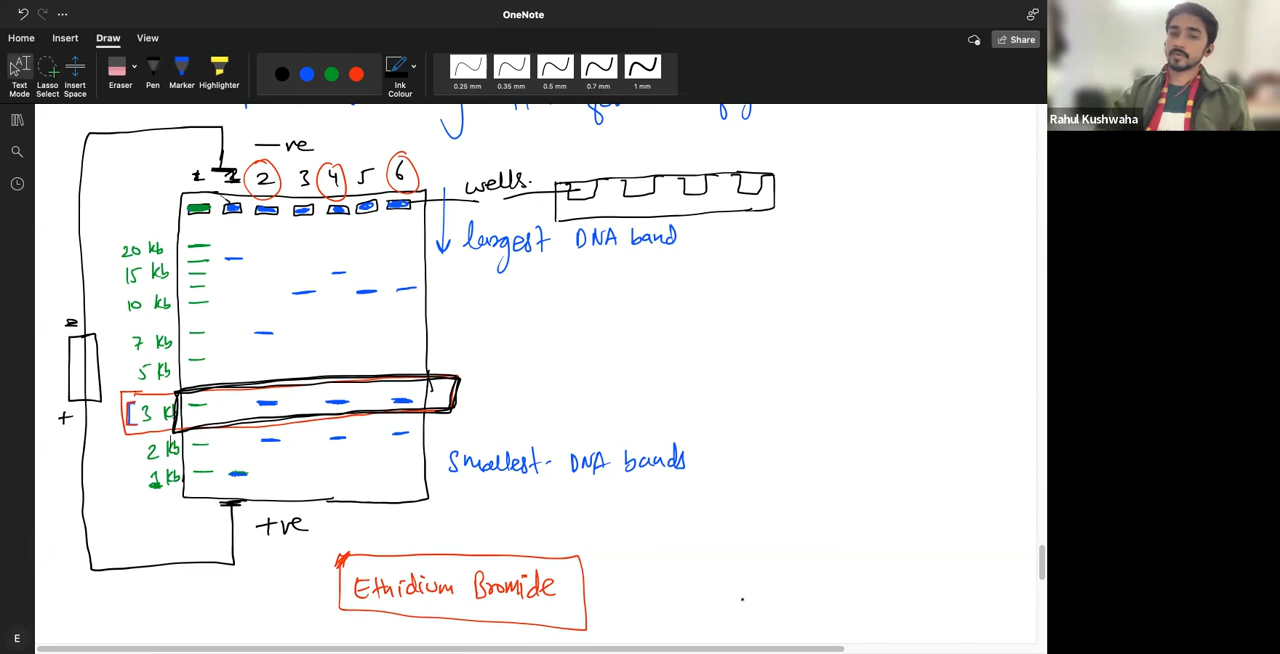 OneNote
Home Insert Draw View
Share
Text Mode
Lasso Select
Insert Space
Eraser
Pen
Marker
Highlighter
Ink Colour
0.25 mm 0.35 mm 0.5 mm 0.7 mm 1 mm
Rahul Kushwaha
-ve
2 3 4 5 6
wells.
largest DNA band
20 kb
15 kb
10 kb
7 kb
5 kb
3 kb
2 kb
1 kb
+
Smallest- DNA bands
+ve
Ethidium Bromide
E